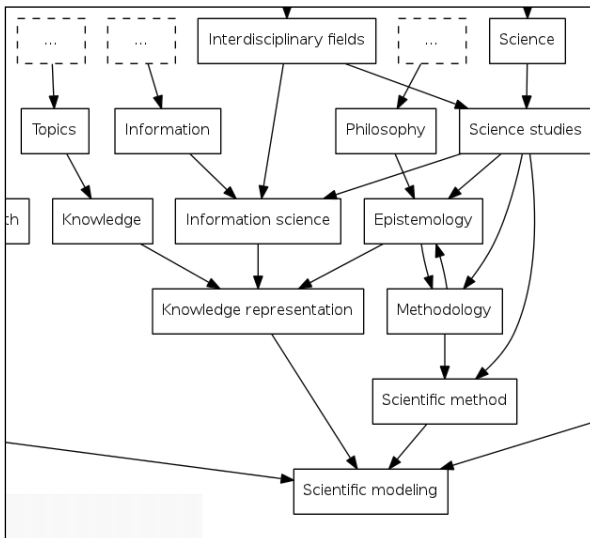 ...
...
Interdisciplinary fields
...
Science
Topics
Information
Philosophy
Science studies
th
Knowledge
Information science
Epistemology
Knowledge representation
Methodology
Scientific method
Scientific modeling